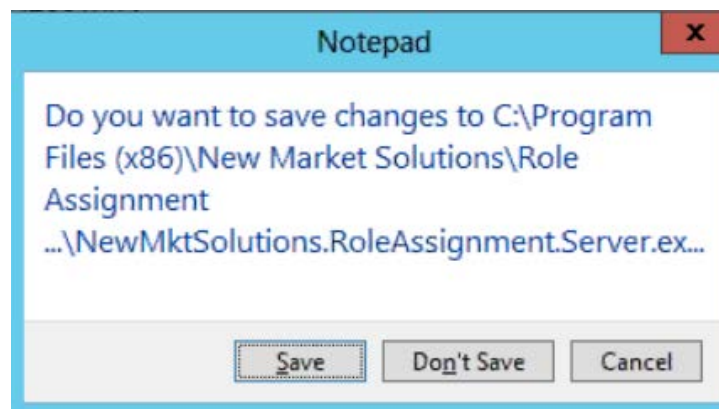 Notepad
x
Do you want to save changes to C:\Program
Files (x86)\New Market Solutions\Role
Assignment
...\NewMktSolutions.RoleAssignment.Server.ex...
Save
Don't Save
Cancel